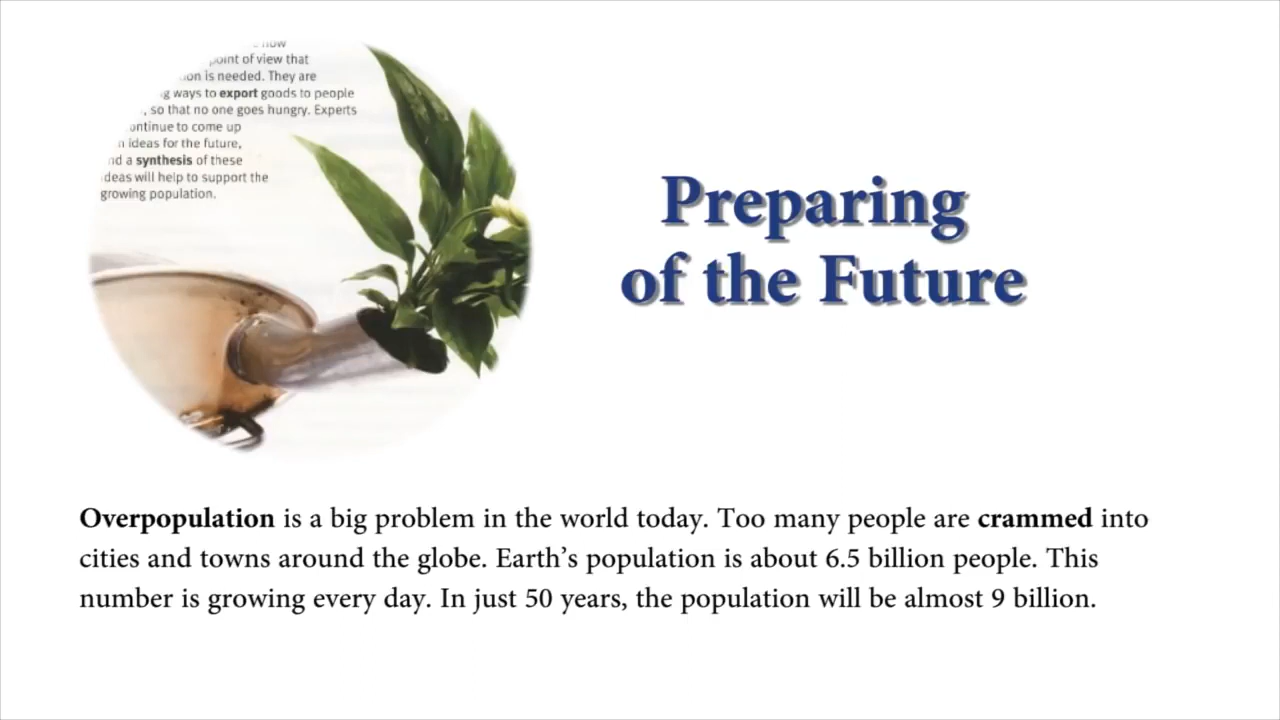 point of view that
is needed. They are
ways to export goods to people
, so that no one goes hungry. Experts
to come up
ideas for the future,
a synthesis of these
will help to support the
growing population.
Preparing
of the Future
Overpopulation is a big problem in the world today. Too many people are crammed into
cities and towns around the globe. Earth’s population is about 6.5 billion people. This
number is growing every day. In just 50 years, the population will be almost 9 billion.